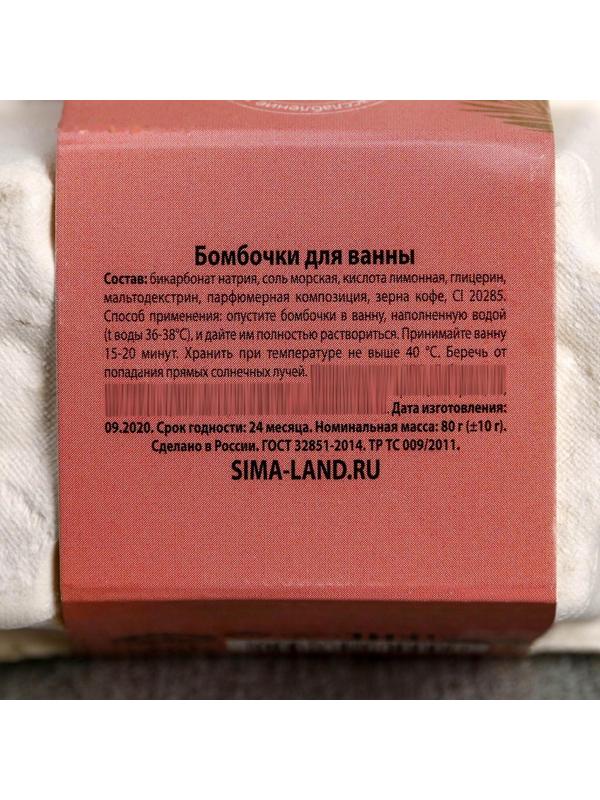 Бомбочки для ванны
Состав: бикарбонат натрия, соль морская, кислота лимонная, глицерин,
мальтодекстрин, парфюмерная композиция, зерна кофе, CI 20285.
Способ применения: опустите бомбочки в ванну, наполненную водой
(t воды 36-38°С), и дайте им полностью раствориться. Принимайте ванну
15-20 минут. Хранить при температуре не выше 40 °С. Беречь от
попадания прямых солнечных лучей.
Дата изготовления:
09.2020. Срок годности: 24 месяца. Номинальная масса: 80 г (±10 г).
Сделано в России. ГОСТ 32851-2014. ТР ТС 009/2011.
SIMA-LAND.RU